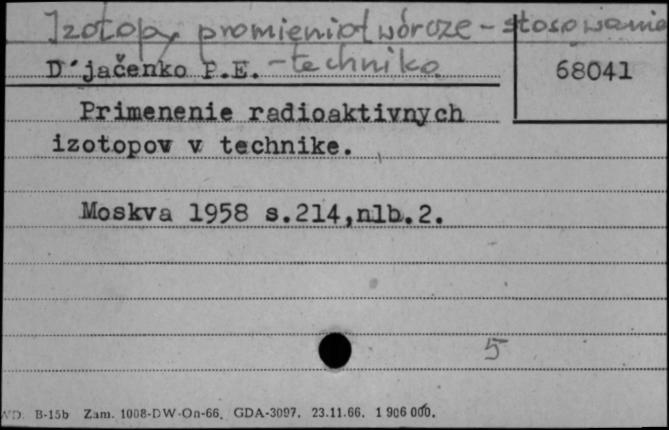 Izotopy promieniotwórcze - stosowanie
- technika
D'jačenko P.E.
68041
Primenenie radioaktivnych
izotopov v technike.
Moskva 1958 s.214,nlb.2.
5
B-15b Zam. 1008-DW-On-66. GDA-3097. 23.11.66. 1 906 000.